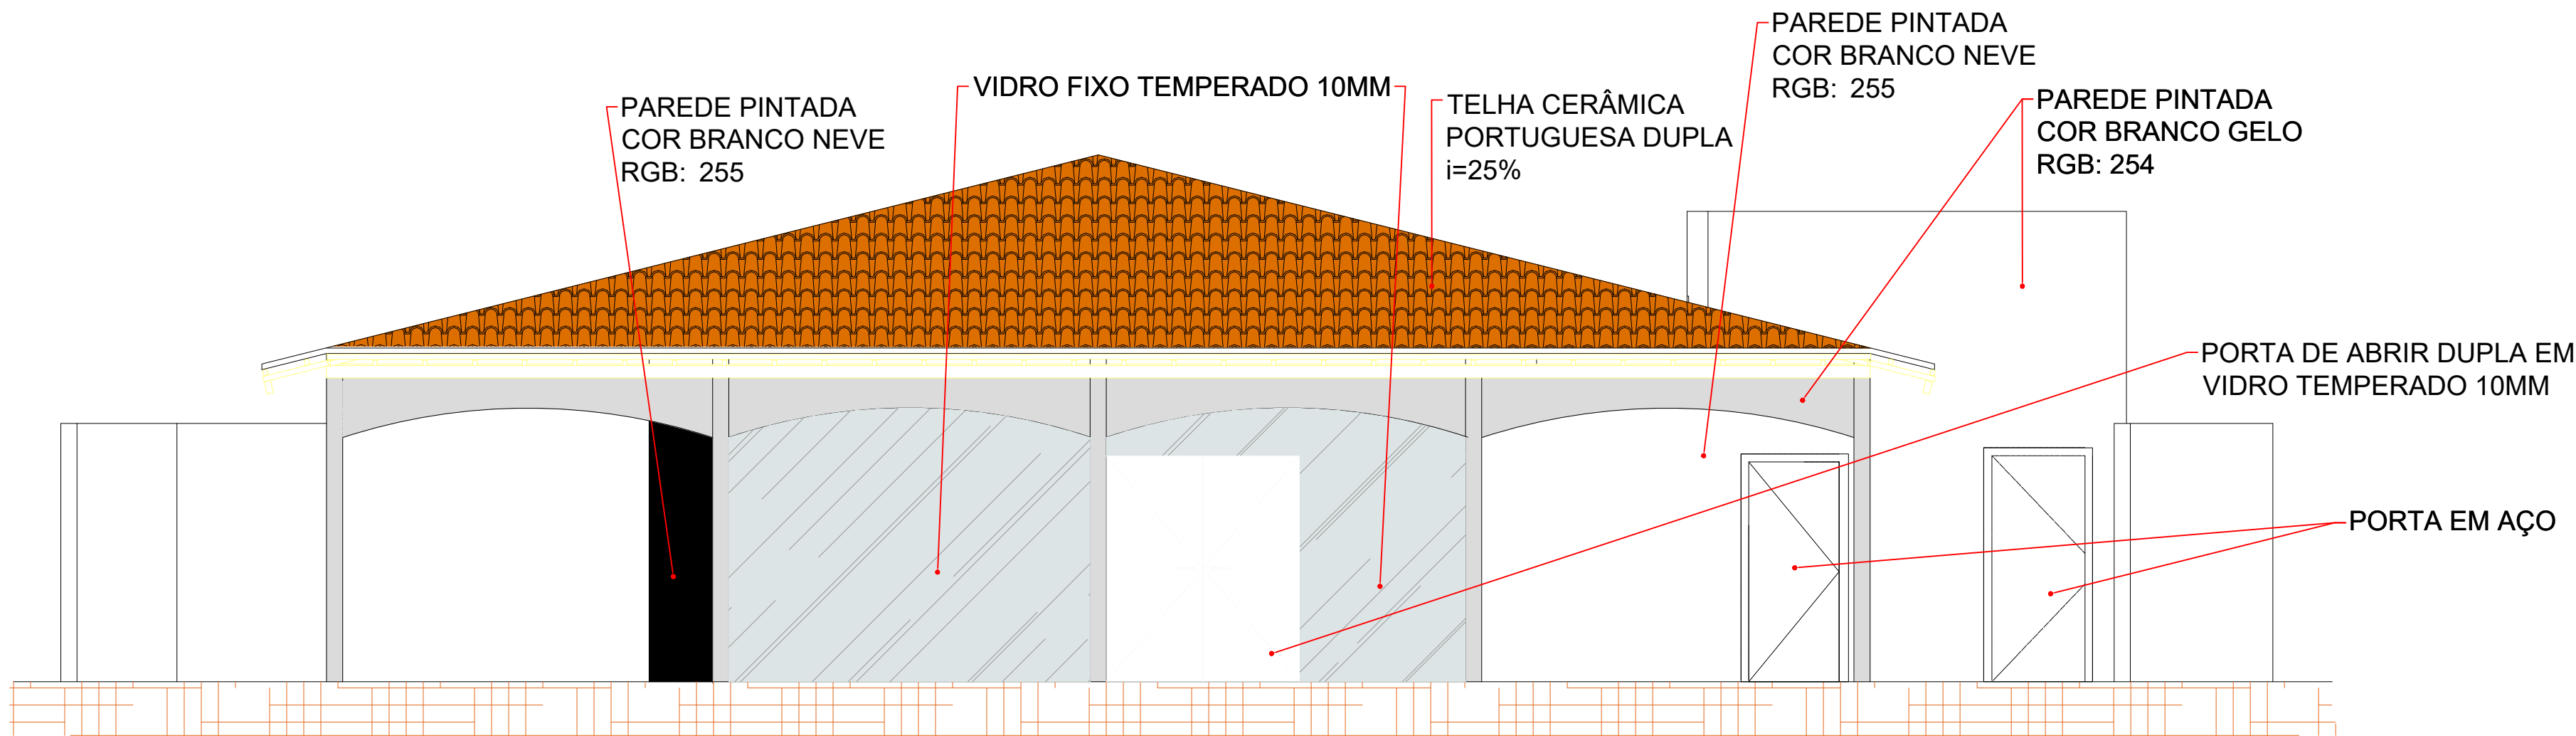 PAREDE PINTADA
COR BRANCO NEVE
RGB: 255
VIDRO FIXO TEMPERADO 10MM
TELHA CERÂMICA
PORTUGUESA DUPLA
i=25%
PAREDE PINTADA
COR BRANCO NEVE
RGB: 255
PAREDE PINTADA
COR BRANCO GELO
RGB: 254
PORTA DE ABRIR DUPLA EM
VIDRO TEMPERADO 10MM
PORTA EM AÇO